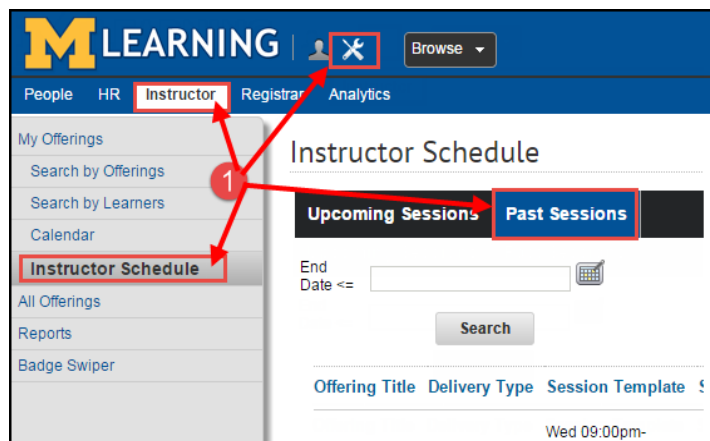 M LEARNING
Browse
People HR Instructor Registrar Analytics
My Offerings
Search by Offerings
Search by Learners
Calendar
Instructor Schedule
All Offerings
Reports
Badge Swiper
1
Instructor Schedule
Upcoming Sessions Past Sessions
End
Date <=
Search
Offering Title Delivery Type Session Template
Wed 09:00pm-